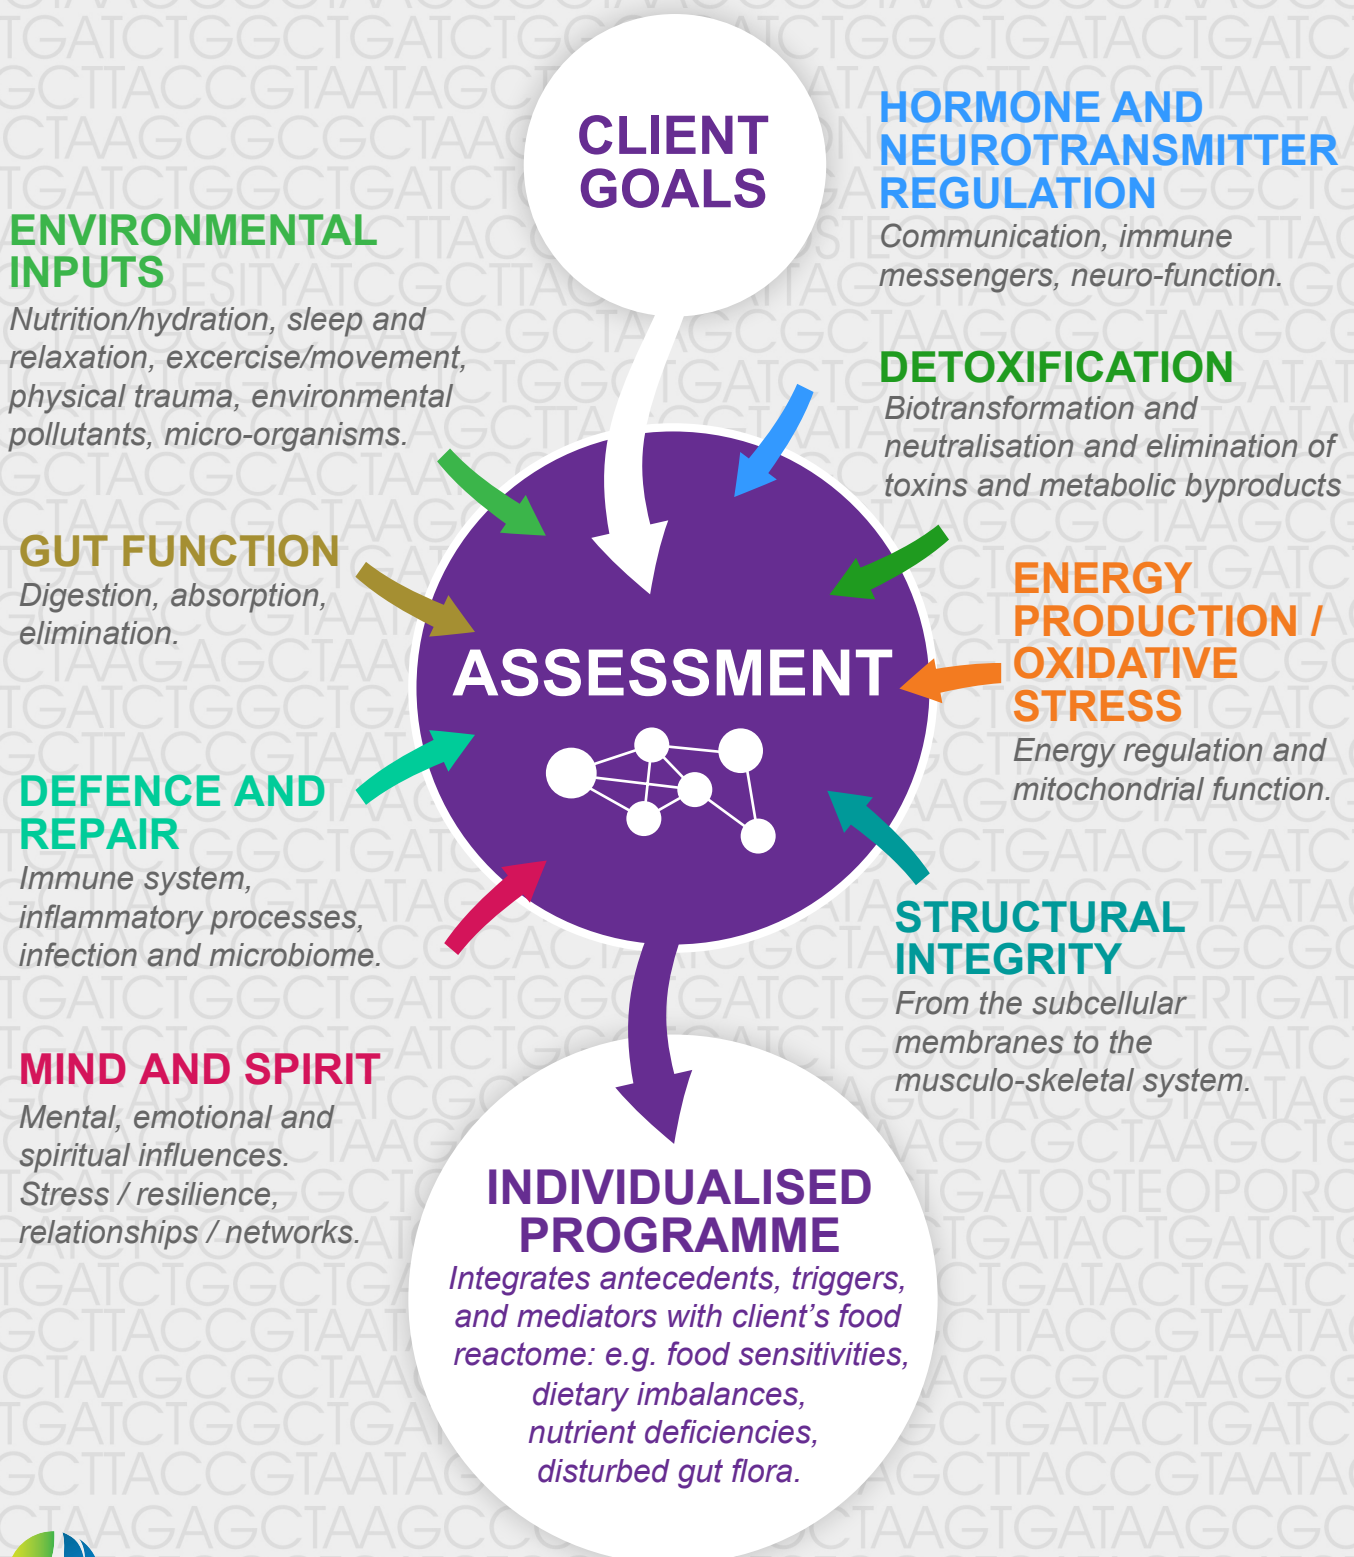 CLIENT
GOALS
ENVIRONMENTAL
INPUTS
Nutrition/hydration, sleep and
relaxation, excercise/movement,
physical trauma, environmental
pollutants, micro-organisms.
GUT FUNCTION
Digestion, absorption,
elimination.
DEFENCE AND
REPAIR
Immune system,
inflammatory processes,
infection and microbiome.
MIND AND SPIRIT
Mental, emotional and
spiritual influences.
Stress / resilience,
relationships / networks.
HORMONE AND
NEUROTRANSMITTER
REGULATION
Communication, immune
messengers, neuro-function.
DETOXIFICATION
Biotransformation and
neutralisation and elimination of
toxins and metabolic byproducts
ENERGY
PRODUCTION /
OXIDATIVE
STRESS
Energy regulation and
mitochondrial function.
STRUCTURAL
INTEGRITY
From the subcellular
membranes to the
musculo-skeletal system.
ASSESSMENT
INDIVIDUALISED
PROGRAMME
Integrates antecedents, triggers,
and mediators with client's food
reactome: e.g. food sensitivities,
dietary imbalances,
nutrient deficiencies,
disturbed gut flora.